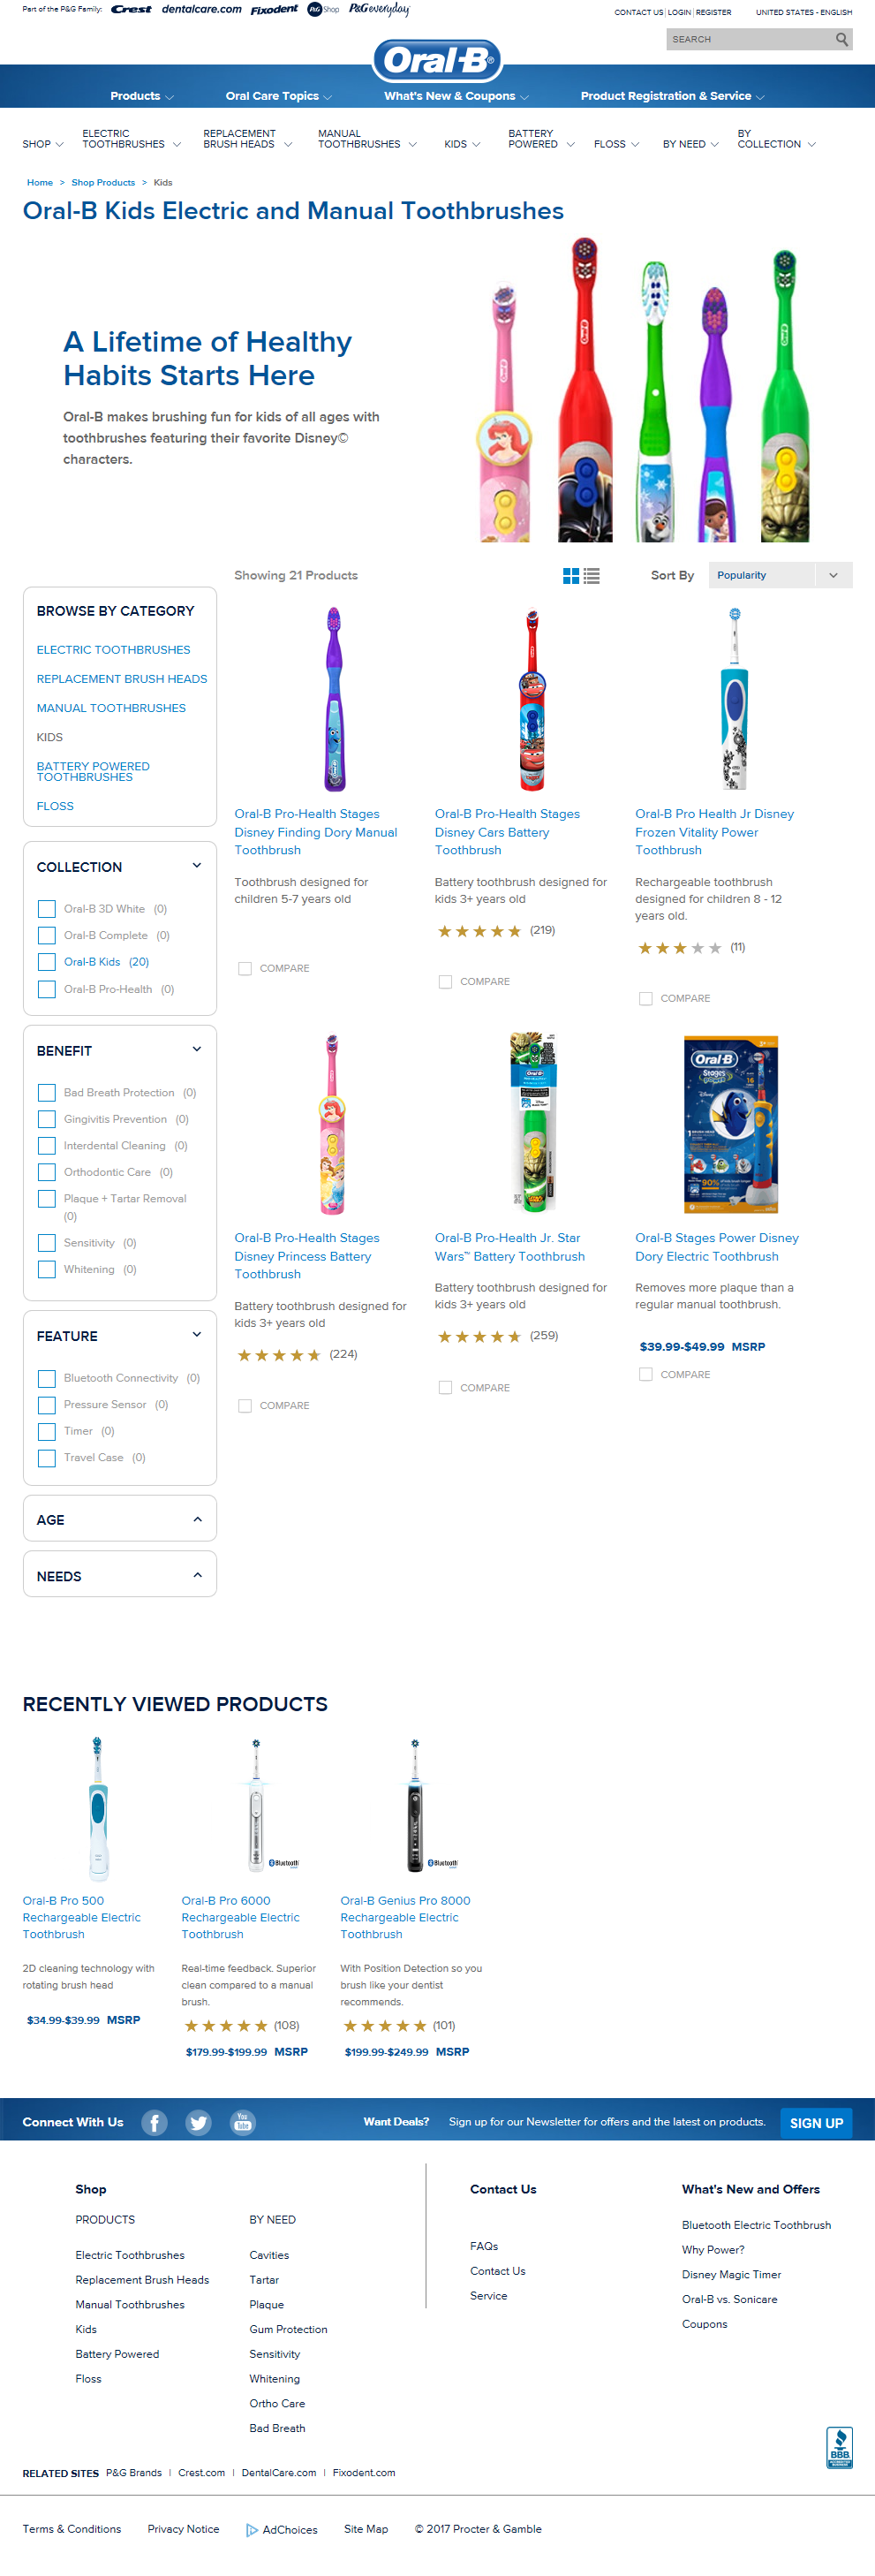 Part of the P&G Family: Crest dentalcare.com Fixodent P&G Shop P&Geveryday
CONTACT US | LOGIN | REGISTER UNITED STATES - ENGLISH
SEARCH
Oral-B®
Products Oral Care Topics What's New & Coupons Product Registration & Service
SHOP ELECTRIC TOOTHBRUSHES REPLACEMENT BRUSH HEADS MANUAL TOOTHBRUSHES KIDS BATTERY POWERED FLOSS BY NEED BY COLLECTION
Home > Shop Products > Kids
Oral-B Kids Electric and Manual Toothbrushes
A Lifetime of Healthy
Habits Starts Here
Oral-B makes brushing fun for kids of all ages with
toothbrushes featuring their favorite Disney©
characters.
Showing 21 Products
Sort By Popularity
BROWSE BY CATEGORY
ELECTRIC TOOTHBRUSHES
REPLACEMENT BRUSH HEADS
MANUAL TOOTHBRUSHES
KIDS
BATTERY POWERED
TOOTHBRUSHES
FLOSS
COLLECTION
Oral-B 3D White (0)
Oral-B Complete (0)
Oral-B Kids (20)
Oral-B Pro-Health (0)
BENEFIT
Bad Breath Protection (0)
Gingivitis Prevention (0)
Interdental Cleaning (0)
Orthodontic Care (0)
Plaque + Tartar Removal
(0)
Sensitivity (0)
Whitening (0)
FEATURE
Bluetooth Connectivity (0)
Pressure Sensor (0)
Timer (0)
Travel Case (0)
AGE
NEEDS
Oral-B Pro-Health Stages
Disney Finding Dory Manual
Toothbrush
Toothbrush designed for
children 5-7 years old
COMPARE
Oral-B Pro-Health Stages
Disney Cars Battery
Toothbrush
Battery toothbrush designed for
kids 3+ years old
(219)
COMPARE
Oral-B Pro Health Jr Disney
Frozen Vitality Power
Toothbrush
Rechargeable toothbrush
designed for children 8 - 12
years old.
(11)
COMPARE
Oral-B Pro-Health Stages
Disney Princess Battery
Toothbrush
Battery toothbrush designed for
kids 3+ years old
(224)
COMPARE
Oral-B Pro-Health Jr. Star
Wars™ Battery Toothbrush
Battery toothbrush designed for
kids 3+ years old
(259)
COMPARE
Oral-B
Stages
power
Disney
90%
Oral-B Stages Power Disney
Dory Electric Toothbrush
Removes more plaque than a
regular manual toothbrush.
$39.99-$49.99 MSRP
COMPARE
RECENTLY VIEWED PRODUCTS
Oral-B Pro 500
Rechargeable Electric
Toothbrush
2D cleaning technology with
rotating brush head
$34.99-$39.99 MSRP
Bluetooth
Oral-B Pro 6000
Rechargeable Electric
Toothbrush
Real-time feedback. Superior
clean compared to a manual
brush.
(108)
$179.99-$199.99 MSRP
Bluetooth
Oral-B Genius Pro 8000
Rechargeable Electric
Toothbrush
With Position Detection so you
brush like your dentist
recommends.
(101)
$199.99-$249.99 MSRP
Connect With Us You Tube Want Deals? Sign up for our Newsletter for offers and the latest on products. SIGN UP
Shop
PRODUCTS
Electric Toothbrushes
Replacement Brush Heads
Manual Toothbrushes
Kids
Battery Powered
Floss
BY NEED
Cavities
Tartar
Plaque
Gum Protection
Sensitivity
Whitening
Ortho Care
Bad Breath
Contact Us
FAQs
Contact Us
Service
What's New and Offers
Bluetooth Electric Toothbrush
Why Power?
Disney Magic Timer
Oral-B vs. Sonicare
Coupons
BBB
RELATED SITES P&G Brands | Crest.com | DentalCare.com | Fixodent.com
Terms & Conditions Privacy Notice AdChoices Site Map © 2017 Procter & Gamble